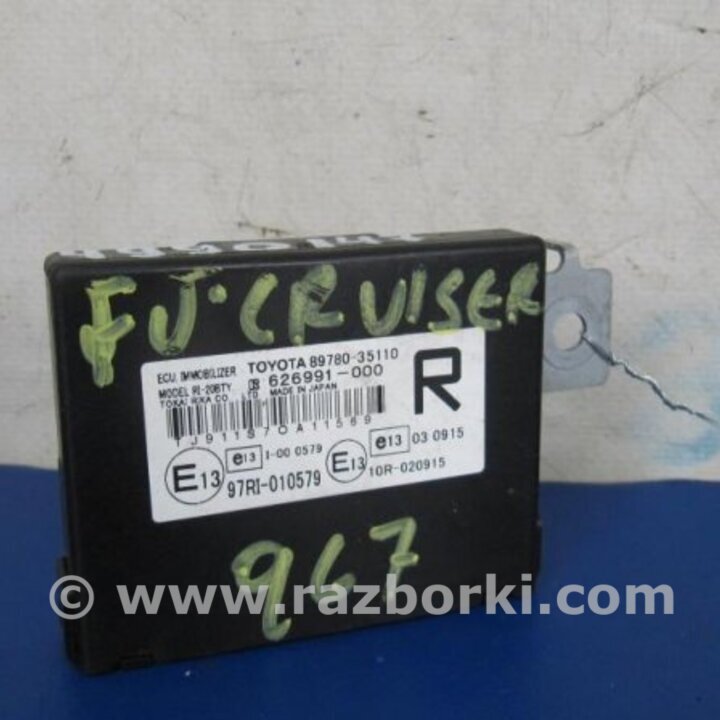 FJ·CRUISER
ECU, IMMOBILIZER TOYOTA 89780-35110
MODEL RI-20BTY 626991-000
TOKAI RIKA CO., LTD. MADE IN JAPAN
R
TJ911S70A11569
E13 e13 I-00 0579
97RI-010579
E13 e13 03 0915
10R-020915
967
© www.razborki.com